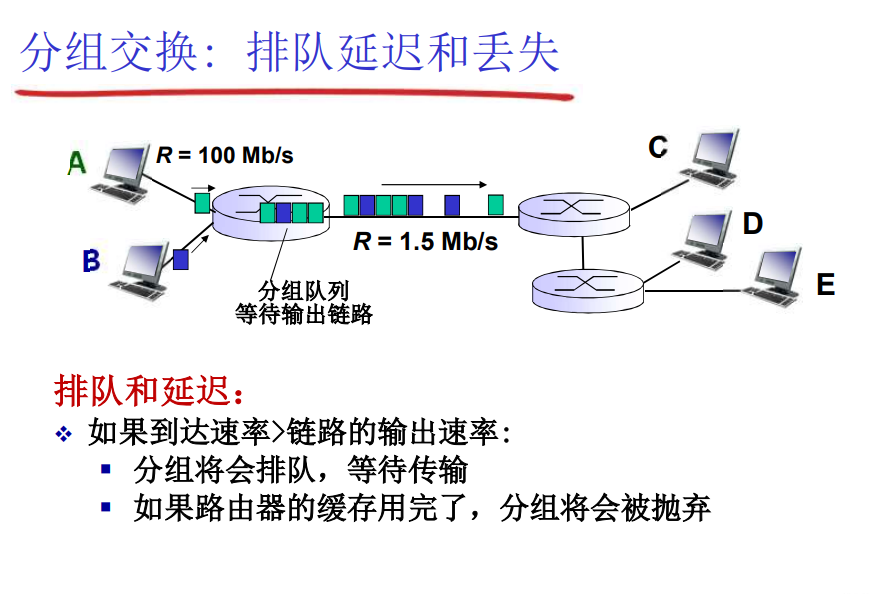 分组交换: 排队延迟和丢失
A
R = 100 Mb/s
C
B
R = 1.5 Mb/s
D
E
分组队列
等待输出链路
排队和延迟:
如果到达速率>链路的输出速率:
分组将会排队，等待传输
如果路由器的缓存用完了，分组将会被抛弃